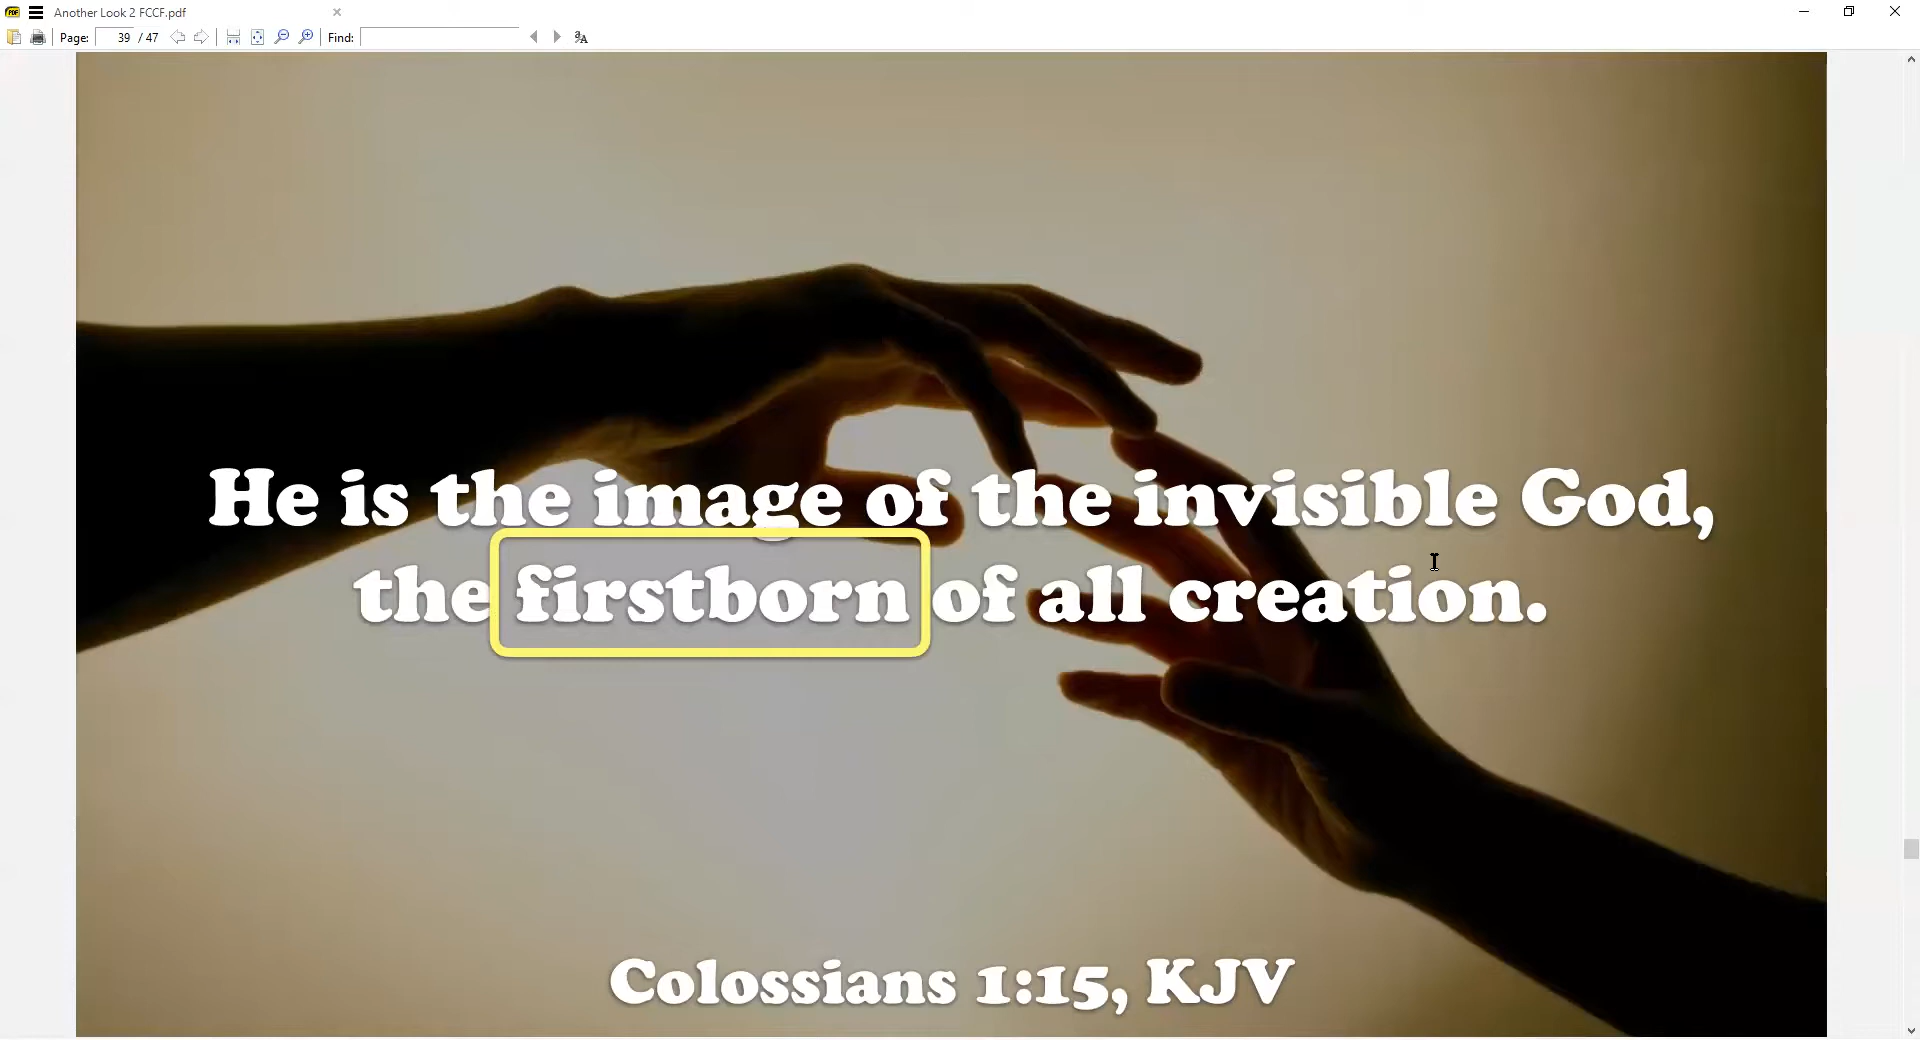 Another Look 2 FCCF.pdf
Page: 39 / 47 Find:
He is the image of the invisible God,
the firstborn of all creation.
Colossians 1:15, KJV